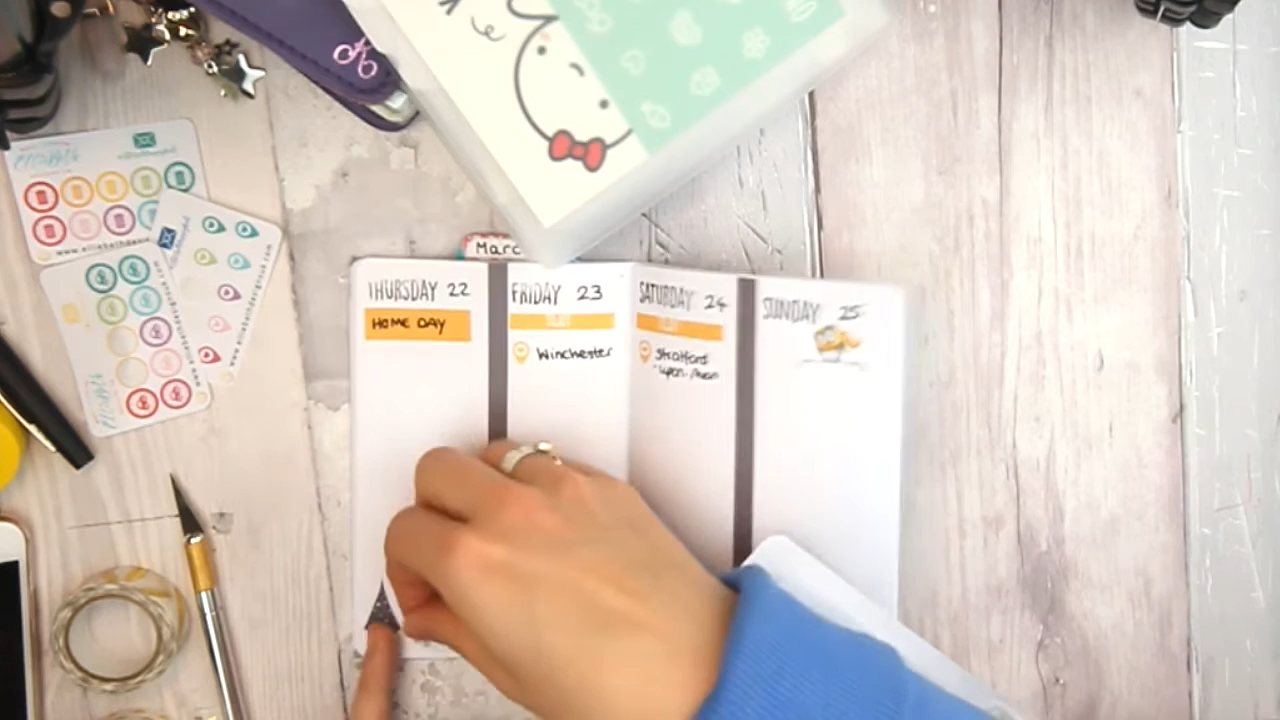 Marc
THURSDAY 22
HOME DAY
FRIDAY 23
Winchester
SATURDAY 24
Stratford
-upon-Avon
SUNDAY 25